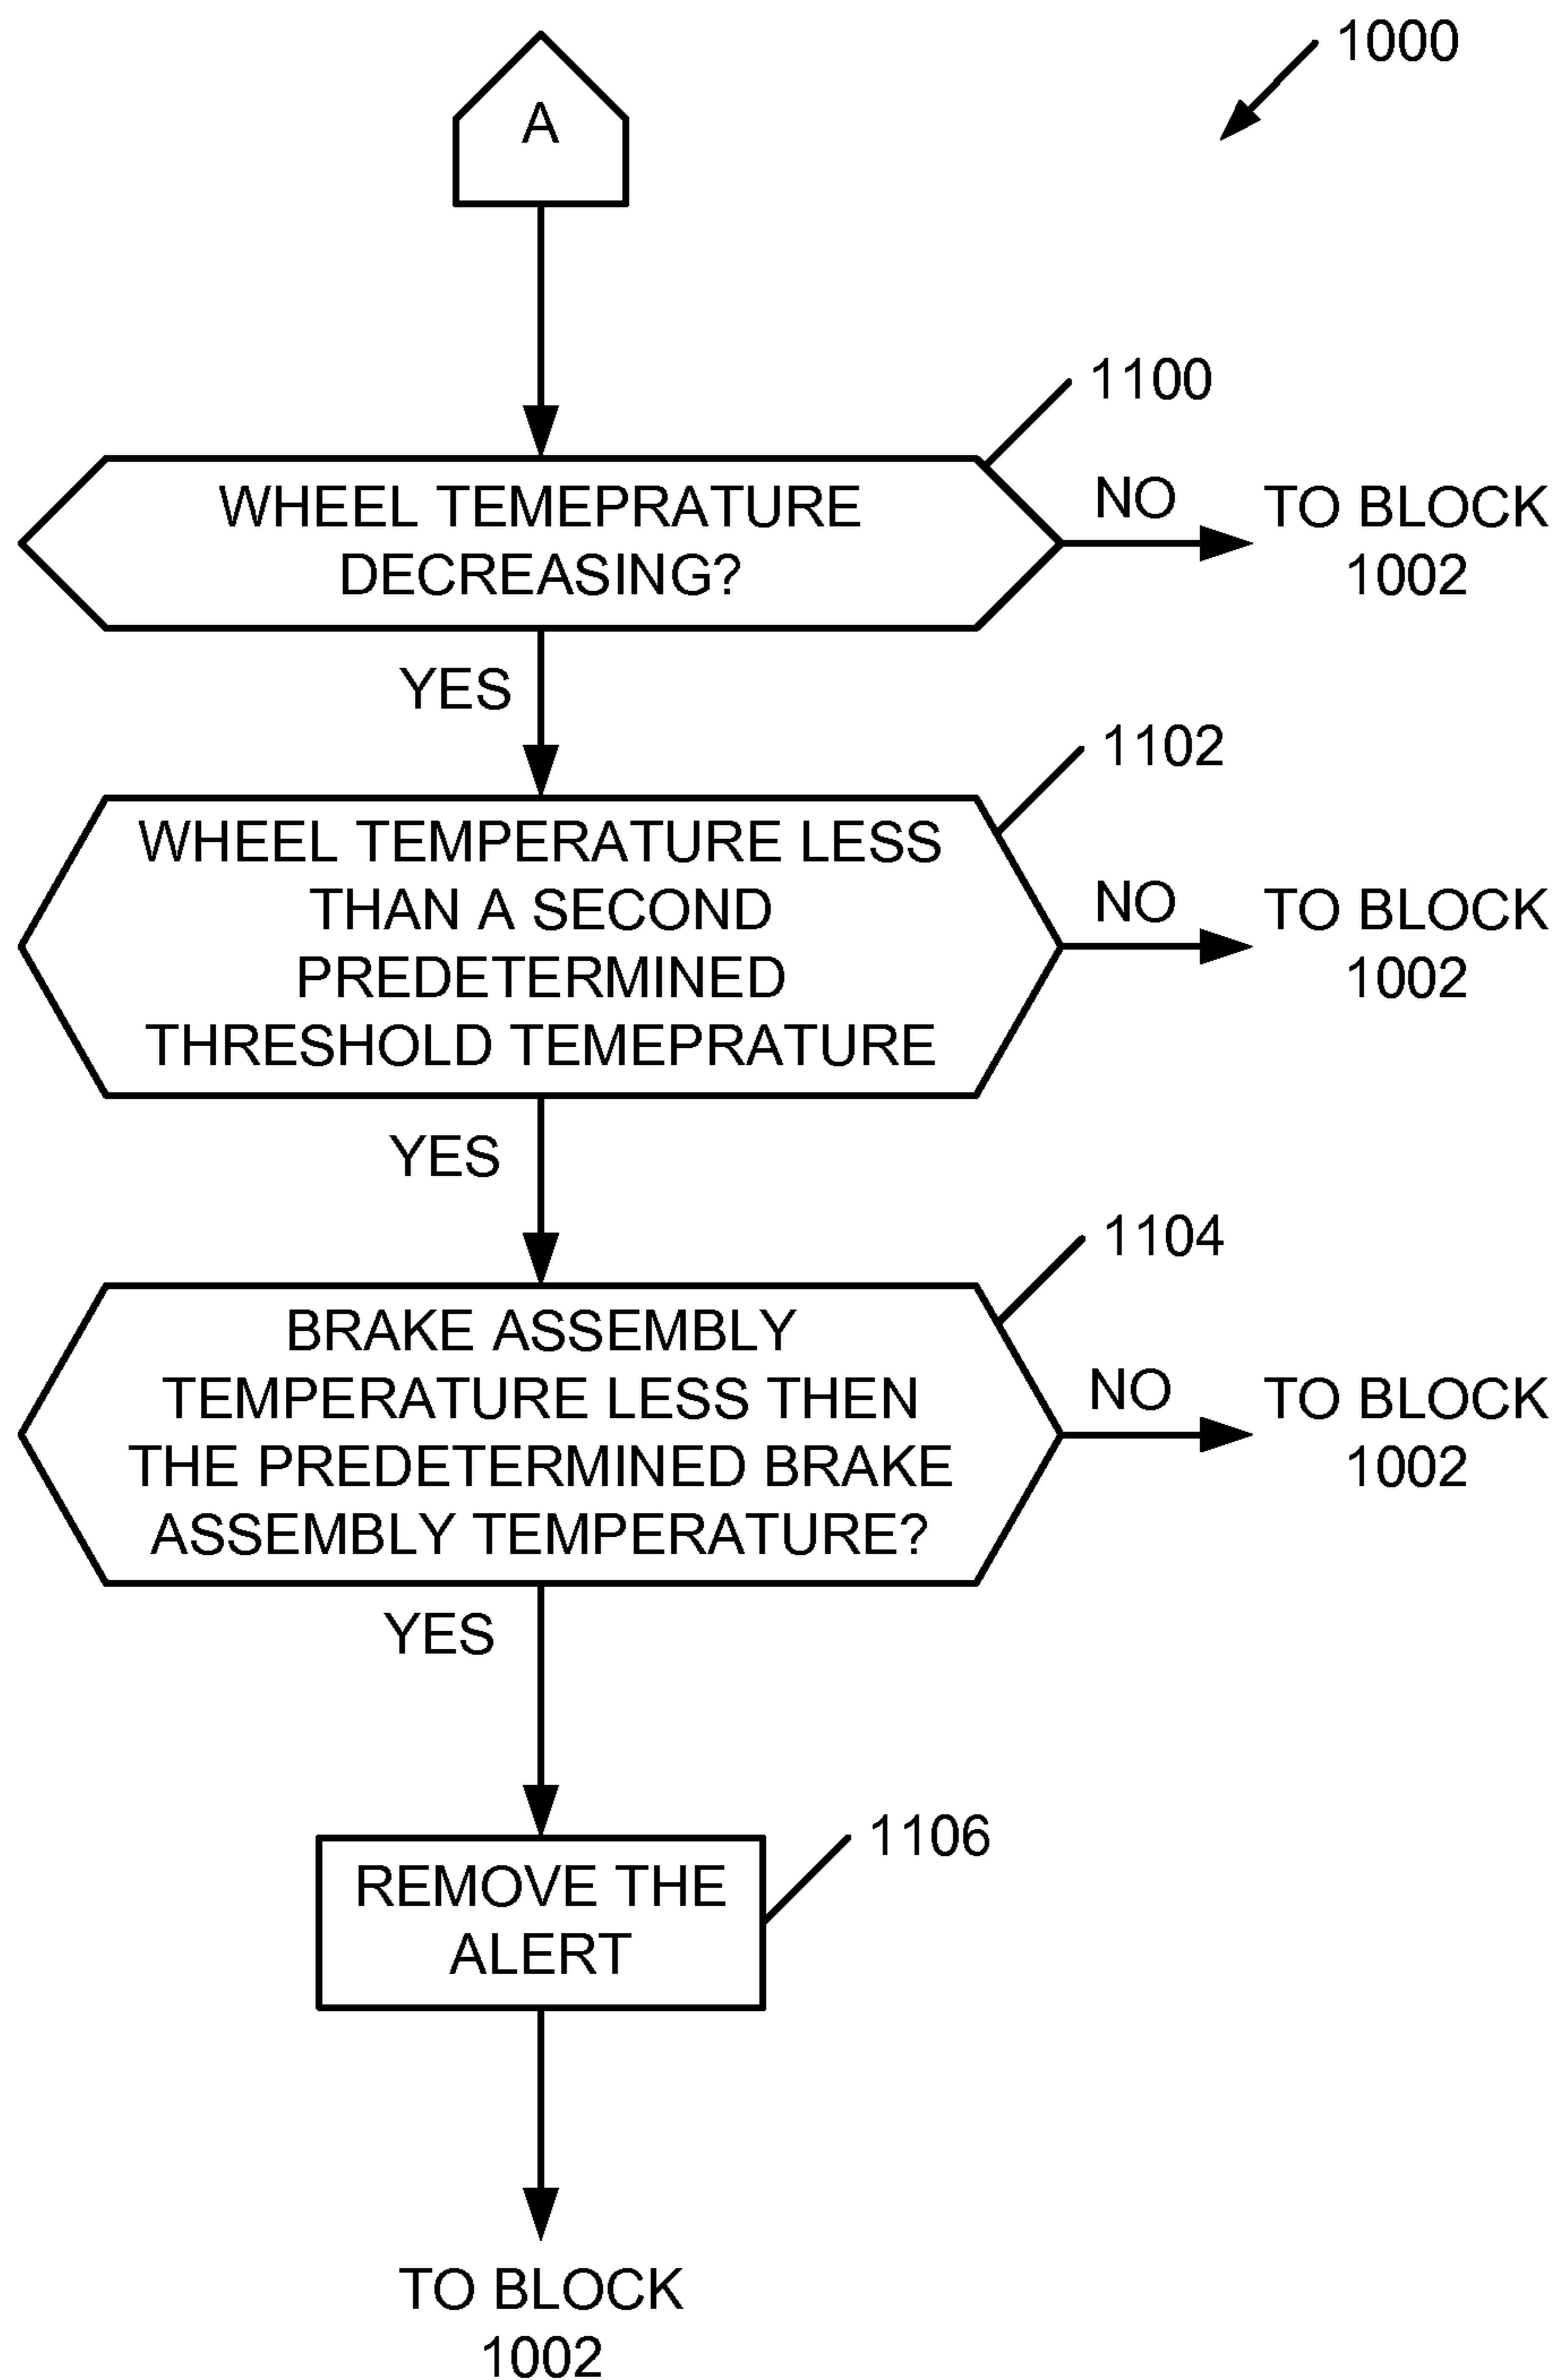 1000
A
1100
WHEEL TEMEPRATURE
DECREASING?
NO
TO BLOCK
1002
YES
1102
WHEEL TEMPERATURE LESS
THAN A SECOND
PREDETERMINED
THRESHOLD TEMEPRATURE
NO
TO BLOCK
1002
YES
1104
BRAKE ASSEMBLY
TEMPERATURE LESS THEN
THE PREDETERMINED BRAKE
ASSEMBLY TEMPERATURE?
NO
TO BLOCK
1002
YES
1106
REMOVE THE
ALERT
TO BLOCK
1002